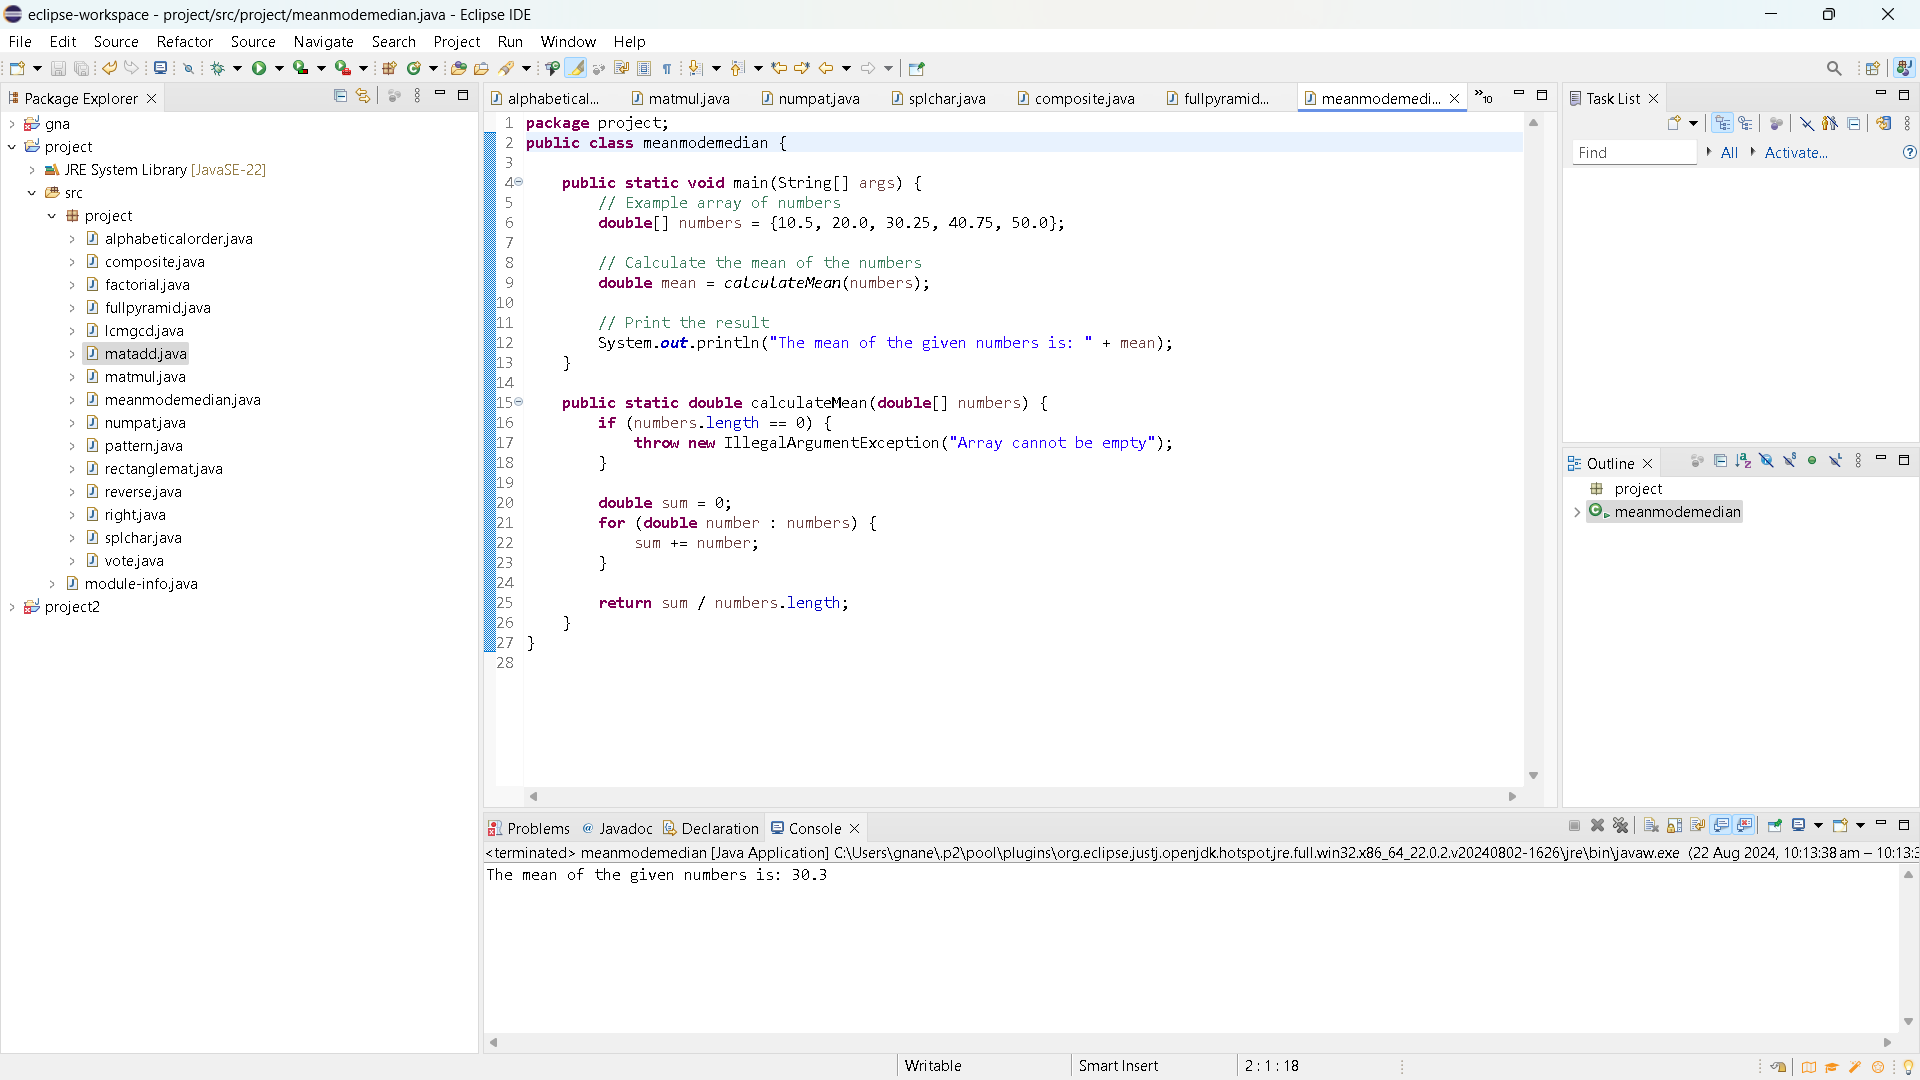 eclipse-workspace - project/src/project/meanmodemedian.java - Eclipse IDE
File Edit Source Refactor Source Navigate Search Project Run Window Help
Package Explorer
gna
project
JRE System Library [JavaSE-22]
src
project
alphabeticalorder.java
composite.java
factorial.java
fullpyramid.java
lcmgcd.java
matadd.java
matmul.java
meanmodemedian.java
numpat.java
pattern.java
rectanglemat.java
reverse.java
right.java
splchar.java
vote.java
module-info.java
project2
alphabetical... matmul.java numpat.java splchar.java composite.java fullpyramid... meanmodemedi... »10
1 package project;
2 public class meanmodemedian {
3
4 public static void main(String[] args) {
5 // Example array of numbers
6 double[] numbers = {10.5, 20.0, 30.25, 40.75, 50.0};
7
8 // Calculate the mean of the numbers
9 double mean = calculateMean(numbers);
10
11 // Print the result
12 System.out.println("The mean of the given numbers is: " + mean);
13 }
14
15 public static double calculateMean(double[] numbers) {
16 if (numbers.length == 0) {
17 throw new IllegalArgumentException("Array cannot be empty");
18 }
19
20 double sum = 0;
21 for (double number : numbers) {
22 sum += number;
23 }
24
25 return sum / numbers.length;
26 }
27 }
28
Task List
Find All Activate...
Outline
project
meanmodemedian
Problems Javadoc Declaration Console
<terminated> meanmodemedian [Java Application] C:\Users\gnane\.p2\pool\plugins\org.eclipse.justj.openjdk.hotspot.jre.full.win32.x86_64_22.0.2.v20240802-1626\jre\bin\javaw.exe (22 Aug 2024, 10:13:38 am – 10:13:3
The mean of the given numbers is: 30.3
Writable Smart Insert 2 : 1 : 18